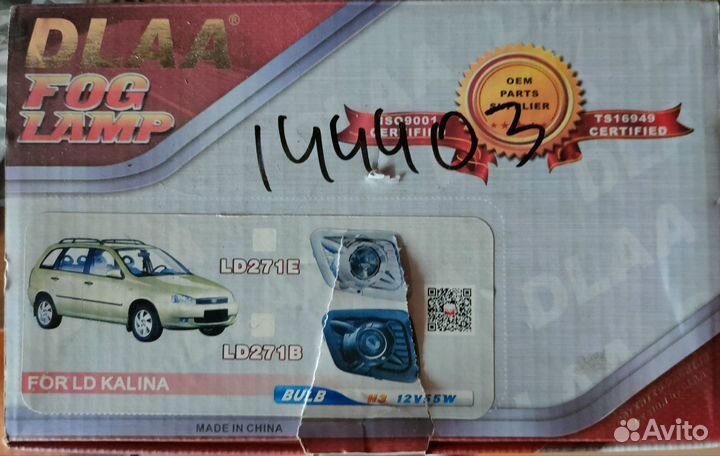 DLAA®
FOG
LAMP
OEM
PARTS
SUPPLIER
ISO9001
CERTIFIED
TS16949
CERTIFIED
144403
LD271E
LD271B
FOR LD KALINA
BULB H3 12V55W
MADE IN CHINA
Avito